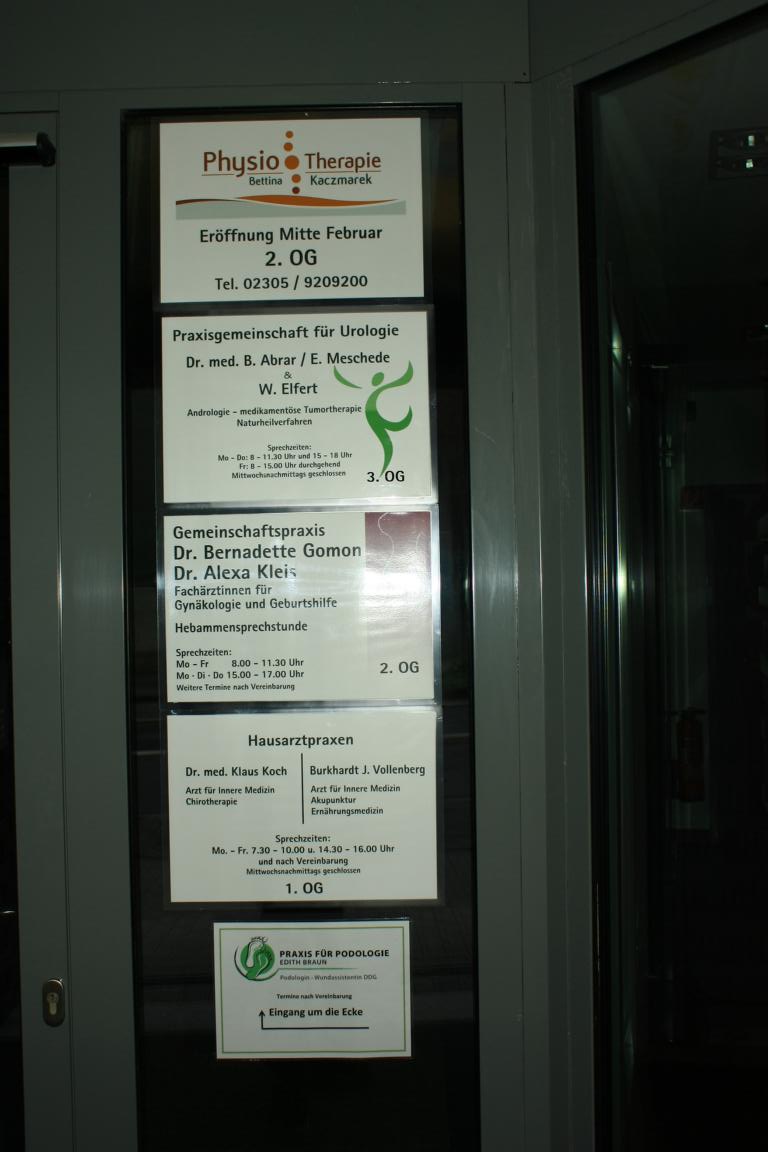 Physio Therapie
Bettina Kaczmarek
Eröffnung Mitte Februar
2. OG
Tel. 02305 / 9209200
Praxisgemeinschaft für Urologie
Dr. med. B. Abrar / E. Meschede
&
W. Elfert
Andrologie - medikamentöse Tumortherapie
Naturheilverfahren
Sprechzeiten:
Mo - Do: 8 - 11.30 Uhr und 15 - 18 Uhr
Fr: 8 - 15.00 Uhr durchgehend
Mittwochsnachmittags geschlossen
3. OG
Gemeinschaftspraxis
Dr. Bernadette Gomon
Dr. Alexa Kleis
Fachärztinnen für
Gynäkologie und Geburtshilfe
Hebammensprechstunde
Sprechzeiten:
Mo - Fr 8.00 - 11.30 Uhr
Mo - Di - Do 15.00 - 17.00 Uhr
Weitere Termine nach Vereinbarung
2. OG
Hausarztpraxen
Dr. med. Klaus Koch
Arzt für Innere Medizin
Chirotherapie
Burkhardt J. Vollenberg
Arzt für Innere Medizin
Akupunktur
Ernährungsmedizin
Sprechzeiten:
Mo. - Fr. 7.30 - 10.00 u. 14.30 - 16.00 Uhr
und nach Vereinbarung
Mittwochsnachmittags geschlossen
1. OG
PRAXIS FÜR PODOLOGIE
EDITH BRAUN
Podologin - Wundassistentin DDG
Termine nach Vereinbarung
Eingang um die Ecke